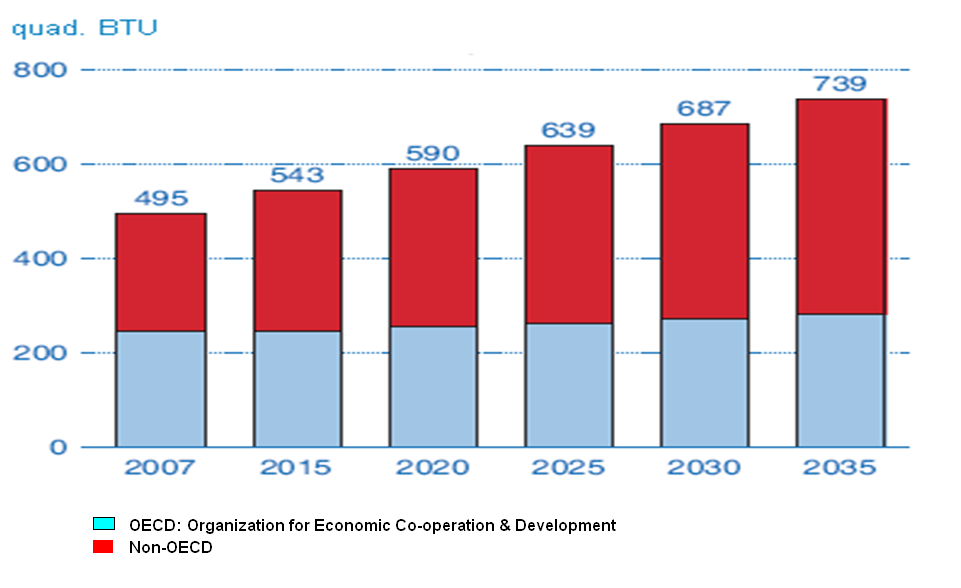 quad. BTU
800
739
687
639
600
590
543
495
400
200
0
2007 2015 2020 2025 2030 2035
OECD: Organization for Economic Co-operation & Development
Non-OECD